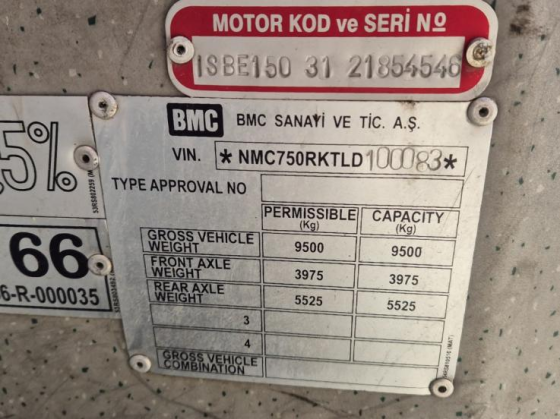 MOTOR KOD ve SERİ Nº
ISBE150 31 21854546
BMC BMC SANAYİ VE TİC. A.Ş.
VIN. *NMC750RKTLD100083*
TYPE APPROVAL NO
PERMISSIBLE (Kg) CAPACITY (Kg)
GROSS VEHICLE WEIGHT 9500 9500
FRONT AXLE WEIGHT 3975 3975
REAR AXLE WEIGHT 5525 5525
3
4
GROSS VEHICLE COMBINATION
5%
66
6-R-000035